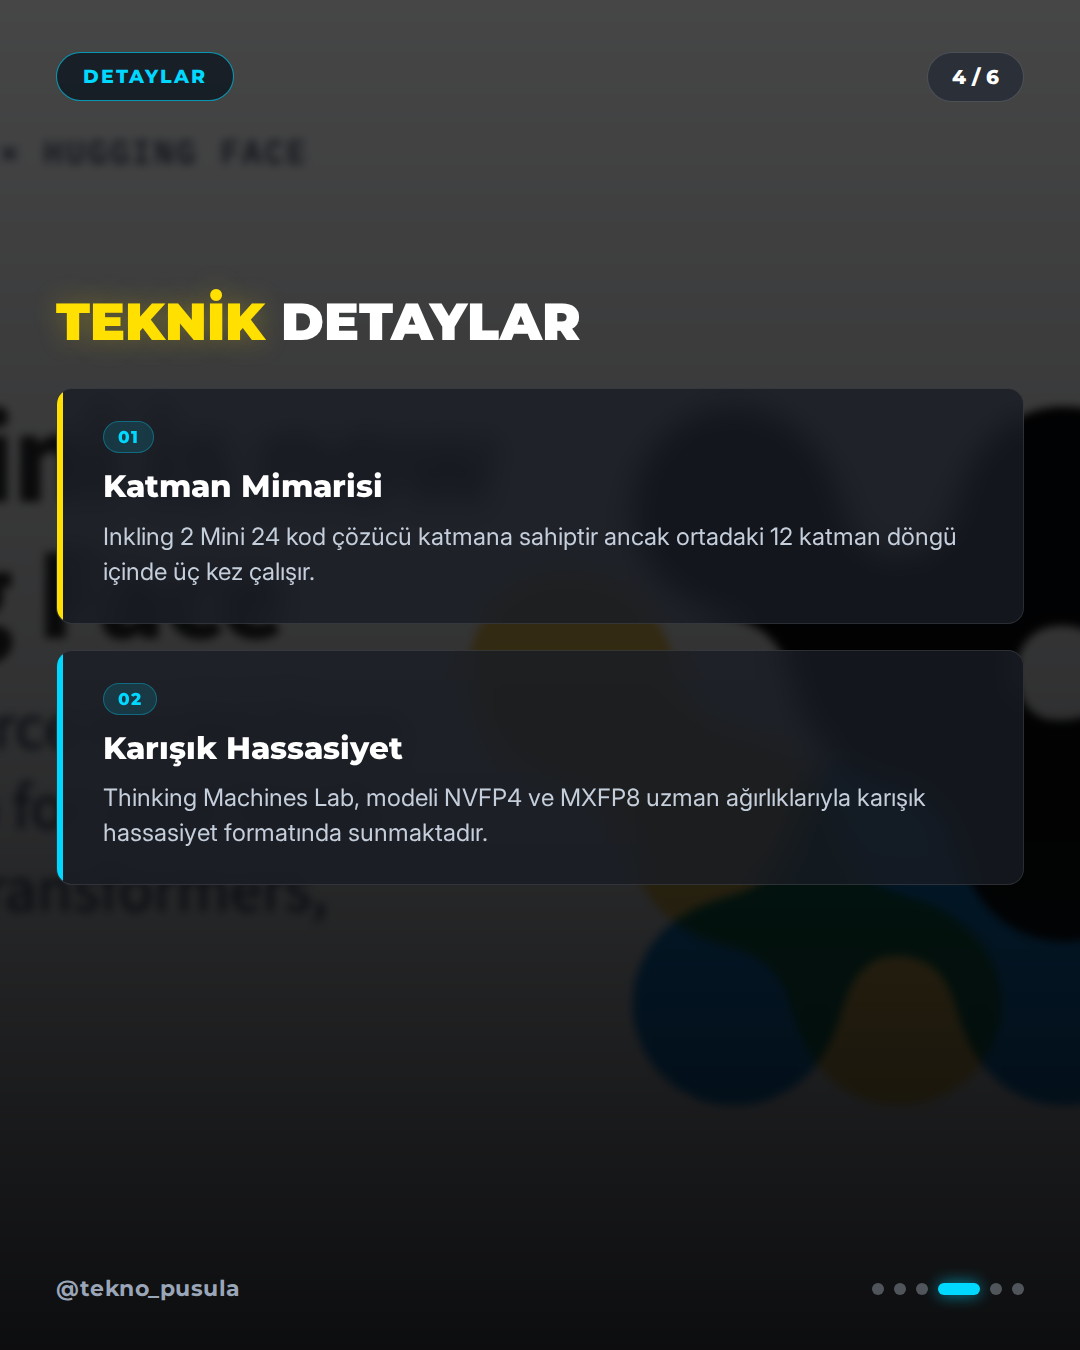 DETAYLAR
4 / 6
• HUGGING FACE
TEKNİK DETAYLAR
01
Katman Mimarisi
Inkling 2 Mini 24 kod çözücü katmana sahiptir ancak ortadaki 12 katman döngü
içinde üç kez çalışır.
02
Karışık Hassasiyet
Thinking Machines Lab, modeli NVFP4 ve MXFP8 uzman ağırlıklarıyla karışık
hassasiyet formatında sunmaktadır.
@tekno_pusula